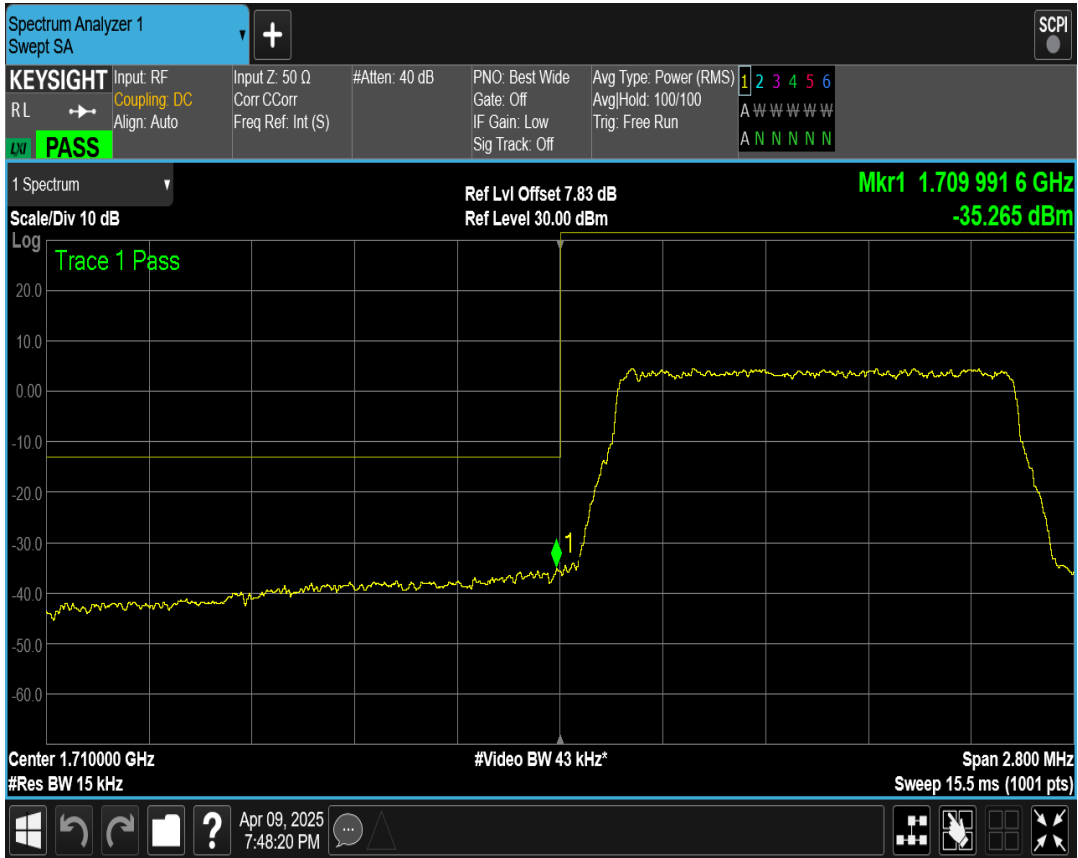 Spectrum Analyzer 1
Swept SA
+
SCPI
KEYSIGHT
RL
LXI PASS
Input: RF
Coupling: DC
Align: Auto
Input Z: 50 Ω
Corr CCorr
Freq Ref: Int (S)
#Atten: 40 dB
PNO: Best Wide
Gate: Off
IF Gain: Low
Sig Track: Off
Avg Type: Power (RMS)
Avg|Hold: 100/100
Trig: Free Run
1 2 3 4 5 6
A W W W W W
A N N N N N
1 Spectrum
Scale/Div 10 dB
Ref Lvl Offset 7.83 dB
Ref Level 30.00 dBm
Mkr1 1.709 991 6 GHz
-35.265 dBm
Log
Trace 1 Pass
20.0
10.0
0.00
-10.0
-20.0
-30.0
1
-40.0
-50.0
-60.0
Center 1.710000 GHz
#Video BW 43 kHz*
Span 2.800 MHz
#Res BW 15 kHz
Sweep 15.5 ms (1001 pts)
?
Apr 09, 2025
7:48:20 PM